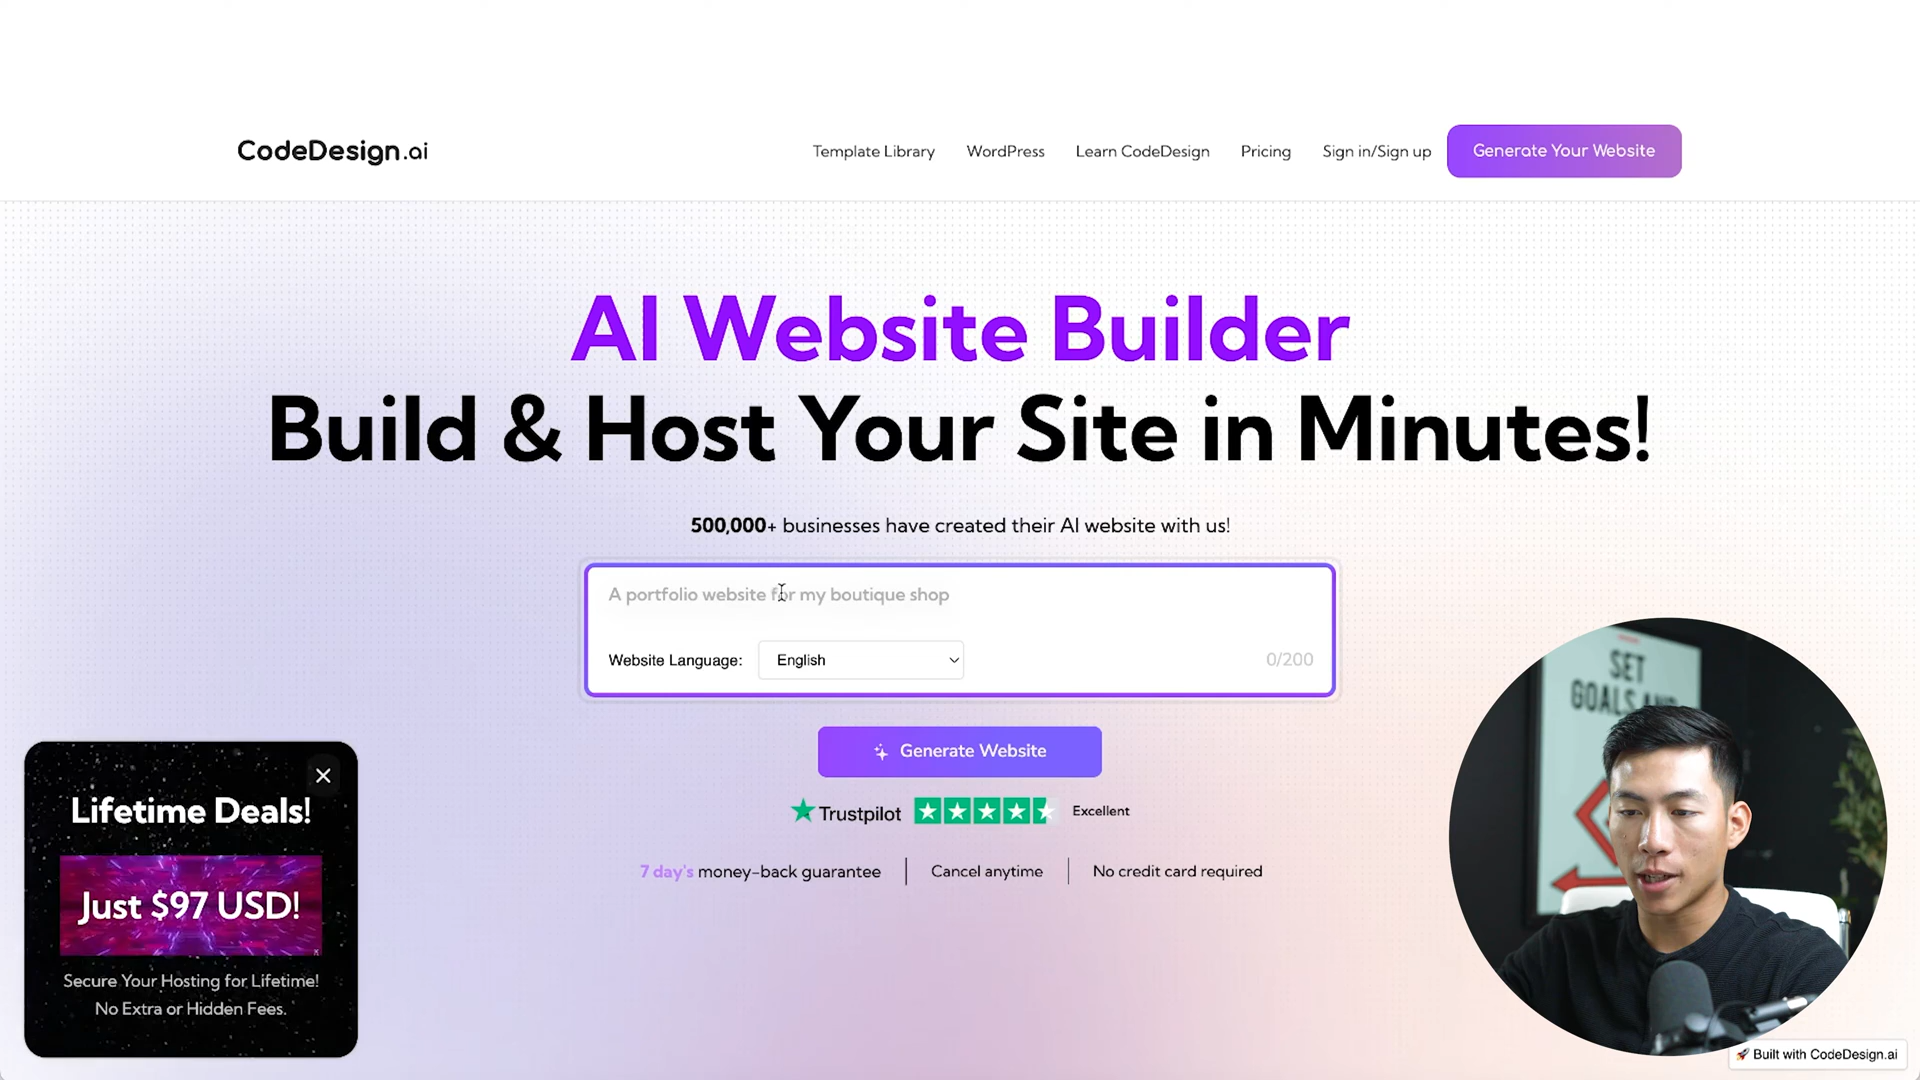 CodeDesign.ai
Template Library
WordPress
Learn CodeDesign
Pricing
Sign in/Sign up
Generate Your Website
AI Website Builder
Build & Host Your Site in Minutes!
500,000+ businesses have created their AI website with us!
A portfolio website for my boutique shop
Website Language:
English
0/200
Generate Website
Trustpilot
Excellent
7 day's money-back guarantee
Cancel anytime
No credit card required
Lifetime Deals!
Just $97 USD!
Secure Your Hosting for Lifetime!
No Extra or Hidden Fees.
SET
GOALS AND
Built with CodeDesign.ai